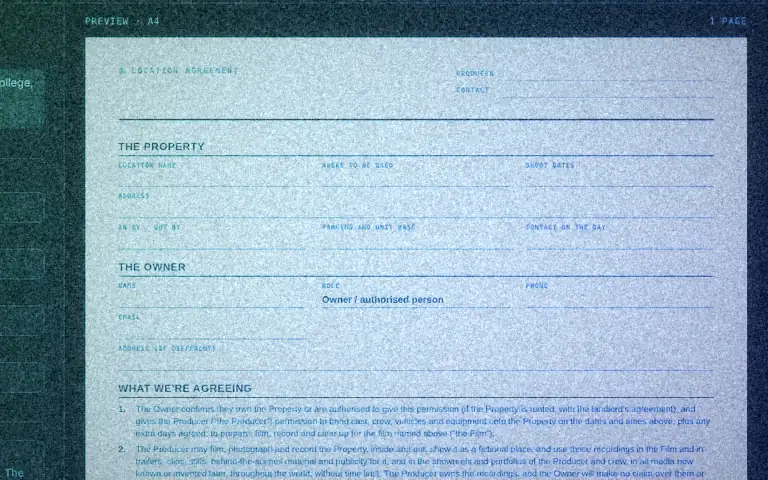 PREVIEW · A4
1 PAGE
ollege,
LOCATION AGREEMENT
PRODUCER
CONTACT
THE PROPERTY
LOCATION NAME
AREAS TO BE USED
SHOOT DATES
ADDRESS
IN BY · OUT BY
PARKING AND UNIT BASE
CONTACT ON THE DAY
THE OWNER
NAME
ROLE
PHONE
Owner / authorised person
EMAIL
ADDRESS (IF DIFFERENT)
WHAT WE'RE AGREEING
1. The Owner confirms they own the Property or are authorised to give this permission (if the Property is rented, with the landlord's agreement), and
gives the Producer ("the Producer") permission to bring cast, crew, vehicles and equipment onto the Property on the dates and times above, plus any
extra days agreed, to prepare, film, record and clear up for the film named above ("the Film").
2. The Producer may film, photograph and record the Property, inside and out, show it as a fictional place, and use those recordings in the Film and in
trailers, clips, stills, behind-the-scenes material and publicity for it, and in the showreels and portfolios of the Producer and crew, in all media now
known or invented later, throughout the world, without time limit. The Producer owns the recordings, and the Owner will make no claim over them or
The